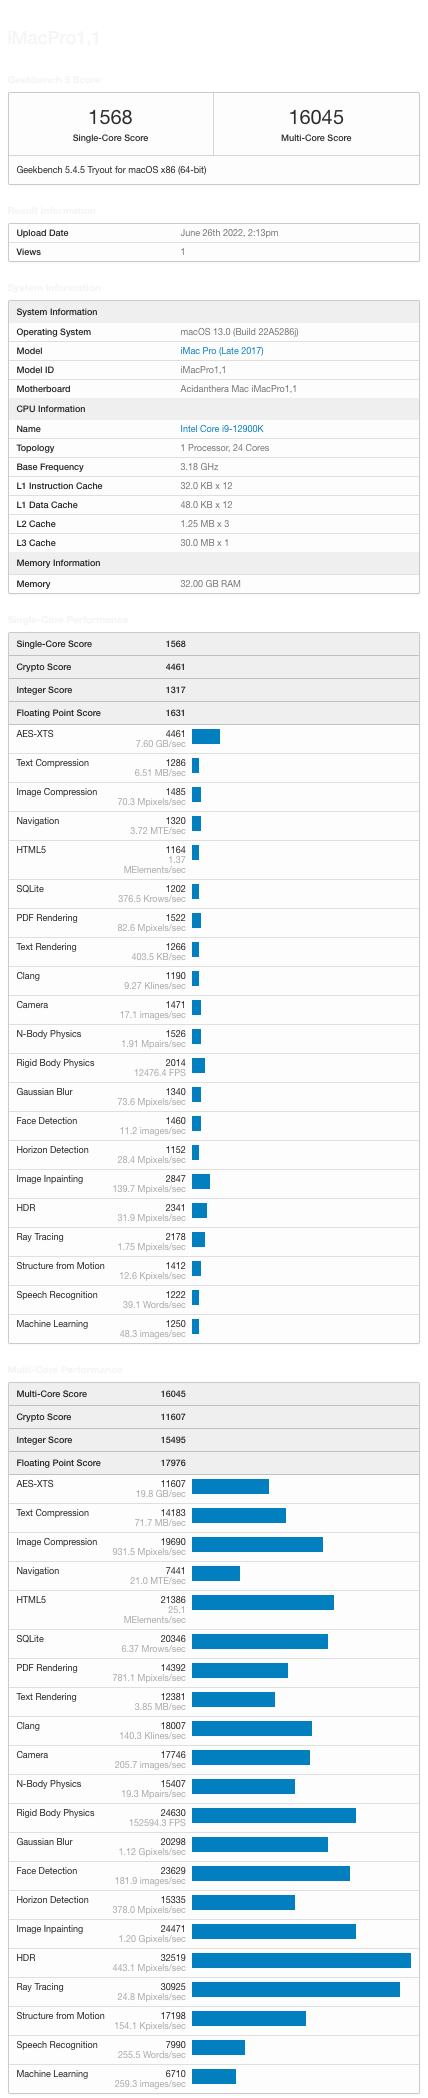 iMacPro1,1
Geekbench 5 Score
1568 16045
Single-Core Score Multi-Core Score
Geekbench 5.4.5 Tryout for macOS x86 (64-bit)
Result Information
Upload Date June 26th 2022, 2:13pm
Views 1
System Information
System Information
Operating System macOS 13.0 (Build 22A5286j)
Model iMac Pro (Late 2017)
Model ID iMacPro1,1
Motherboard Acidanthera Mac iMacPro1,1
CPU Information
Name Intel Core i9-12900K
Topology 1 Processor, 24 Cores
Base Frequency 3.18 GHz
L1 Instruction Cache 32.0 KB x 12
L1 Data Cache 48.0 KB x 12
L2 Cache 1.25 MB x 3
L3 Cache 30.0 MB x 1
Memory Information
Memory 32.00 GB RAM
Single-Core Performance
Single-Core Score 1568
Crypto Score 4461
Integer Score 1317
Floating Point Score 1631
AES-XTS 4461
7.60 GB/sec
Text Compression 1286
6.51 MB/sec
Image Compression 1485
70.3 Mpixels/sec
Navigation 1320
3.72 MTE/sec
HTML5 1164
1.37
MElements/sec
SQLite 1202
376.5 Krows/sec
PDF Rendering 1522
82.6 Mpixels/sec
Text Rendering 1266
403.5 KB/sec
Clang 1190
9.27 Klines/sec
Camera 1471
17.1 images/sec
N-Body Physics 1526
1.91 Mpairs/sec
Rigid Body Physics 2014
12476.4 FPS
Gaussian Blur 1340
73.6 Mpixels/sec
Face Detection 1460
11.2 images/sec
Horizon Detection 1152
28.4 Mpixels/sec
Image Inpainting 2847
139.7 Mpixels/sec
HDR 2341
31.9 Mpixels/sec
Ray Tracing 2178
1.75 Mpixels/sec
Structure from Motion 1412
12.6 Kpixels/sec
Speech Recognition 1222
39.1 Words/sec
Machine Learning 1250
48.3 images/sec
Multi-Core Performance
Multi-Core Score 16045
Crypto Score 11607
Integer Score 15495
Floating Point Score 17976
AES-XTS 11607
19.8 GB/sec
Text Compression 14183
71.7 MB/sec
Image Compression 19690
931.5 Mpixels/sec
Navigation 7441
21.0 MTE/sec
HTML5 21386
25.1
MElements/sec
SQLite 20346
6.37 Mrows/sec
PDF Rendering 14392
781.1 Mpixels/sec
Text Rendering 12381
3.85 MB/sec
Clang 18007
140.3 Klines/sec
Camera 17746
205.7 images/sec
N-Body Physics 15407
19.3 Mpairs/sec
Rigid Body Physics 24630
152594.3 FPS
Gaussian Blur 20298
1.12 Gpixels/sec
Face Detection 23629
181.9 images/sec
Horizon Detection 15335
378.0 Mpixels/sec
Image Inpainting 24471
1.20 Gpixels/sec
HDR 32519
443.1 Mpixels/sec
Ray Tracing 30925
24.8 Mpixels/sec
Structure from Motion 17198
154.1 Kpixels/sec
Speech Recognition 7990
255.5 Words/sec
Machine Learning 6710
259.3 images/sec